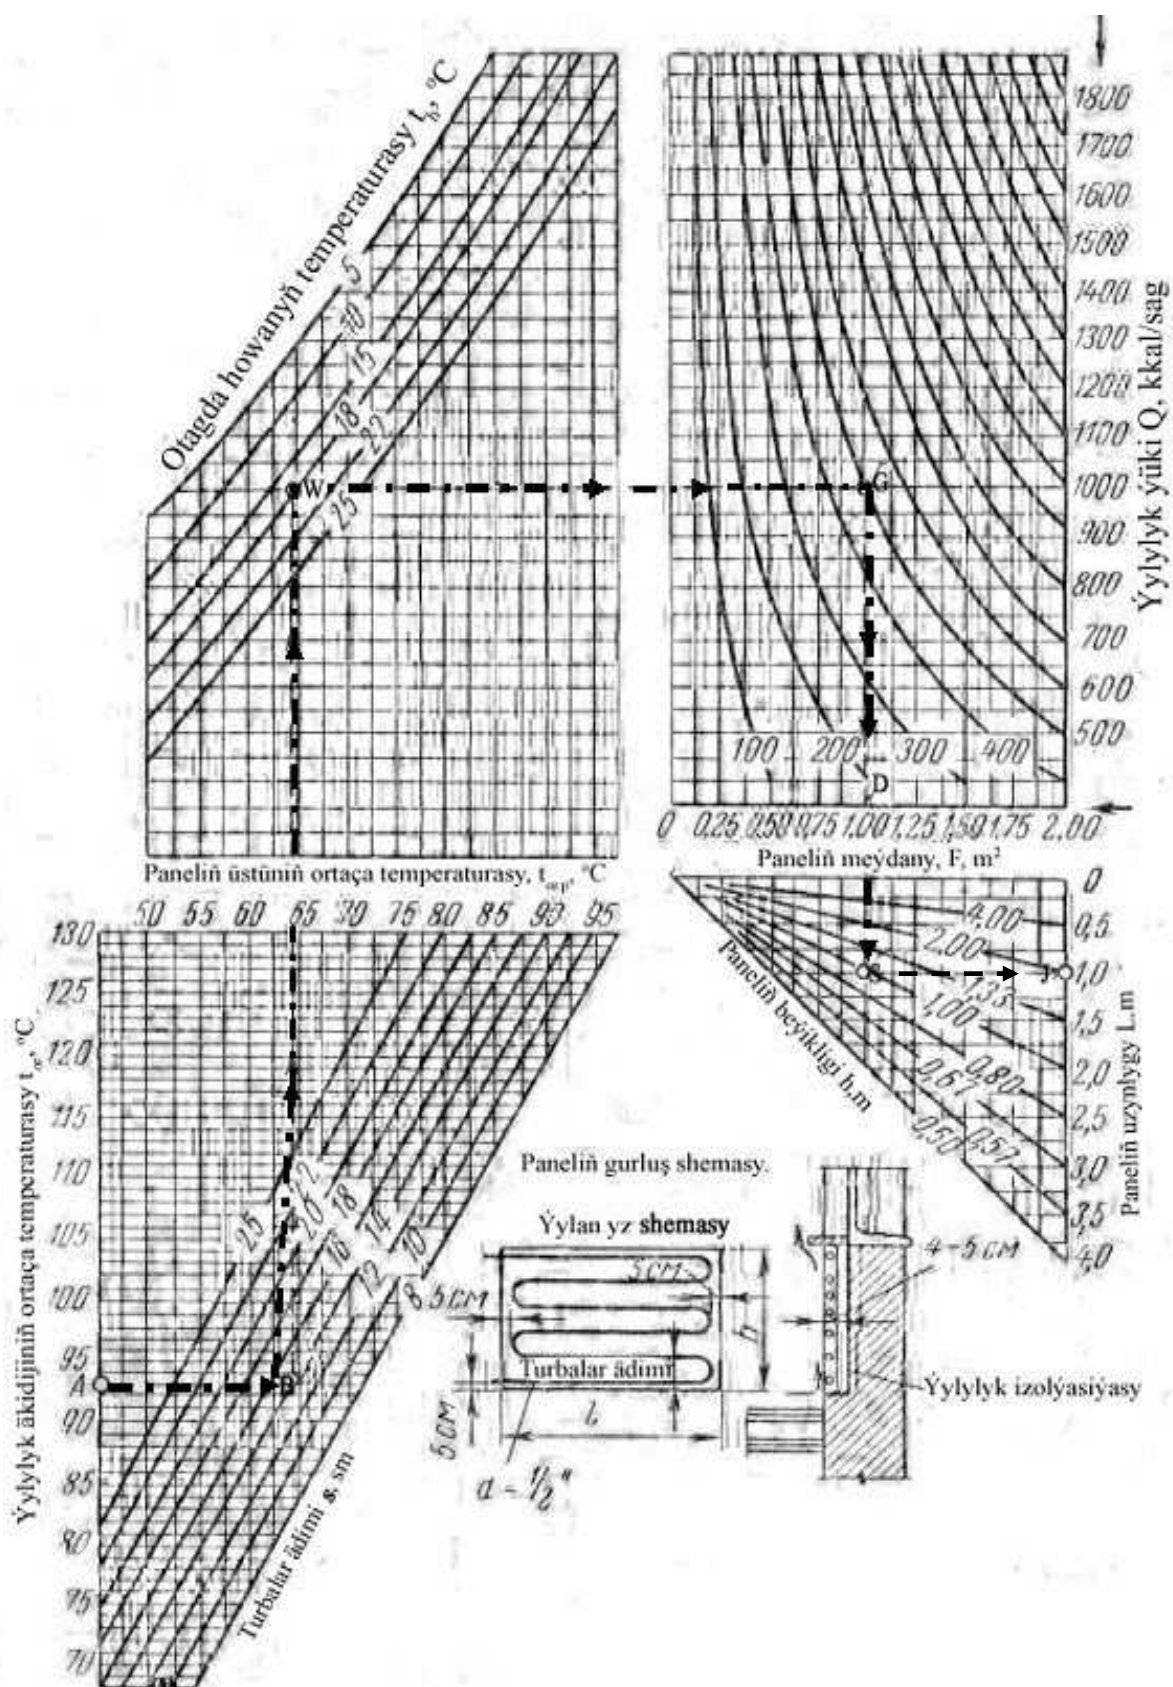 Otagda howanyň temperaturasy t_b, °C
5
10
15
18
22
25
W
Paneliň üstüniň ortaça temperaturasy, t , °C
1800
1700
1600
1500
1400
1300
1200
1100
1000
900
800
700
600
500
Ýylylyk ýüki Q, kkal/sag
G
100 200 300 400
D
0 0,25 0,50 0,75 1,00 1,25 1,50 1,75 2,00
Paneliň meýdany, F, m²
50 55 60 65 70 75 80 85 90 95
130
125
120
115
110
105
100
95
90
85
80
75
70
Ýylylyk äkidijiniň ortaça temperaturasy t , °C
A
B
25 22 20 18 16 14 12 10 8
Turbalar ädimi s, sm
0
0,5
1,0
1,5
2,0
2,5
3,0
3,5
4,0
Paneliň uzynlygy L.m
4,00
2,00
1,33
1,00
0,80
0,67
0,57
0,50
Paneliň beýikligi h.m
Paneliň gurluş shemasy.
Ýylan yz shemasy
5 см
5 см
5 см
h
Turbalar ädimi
l
d = 1/2"
4-5 см
Ýylylyk izolýasiýasy